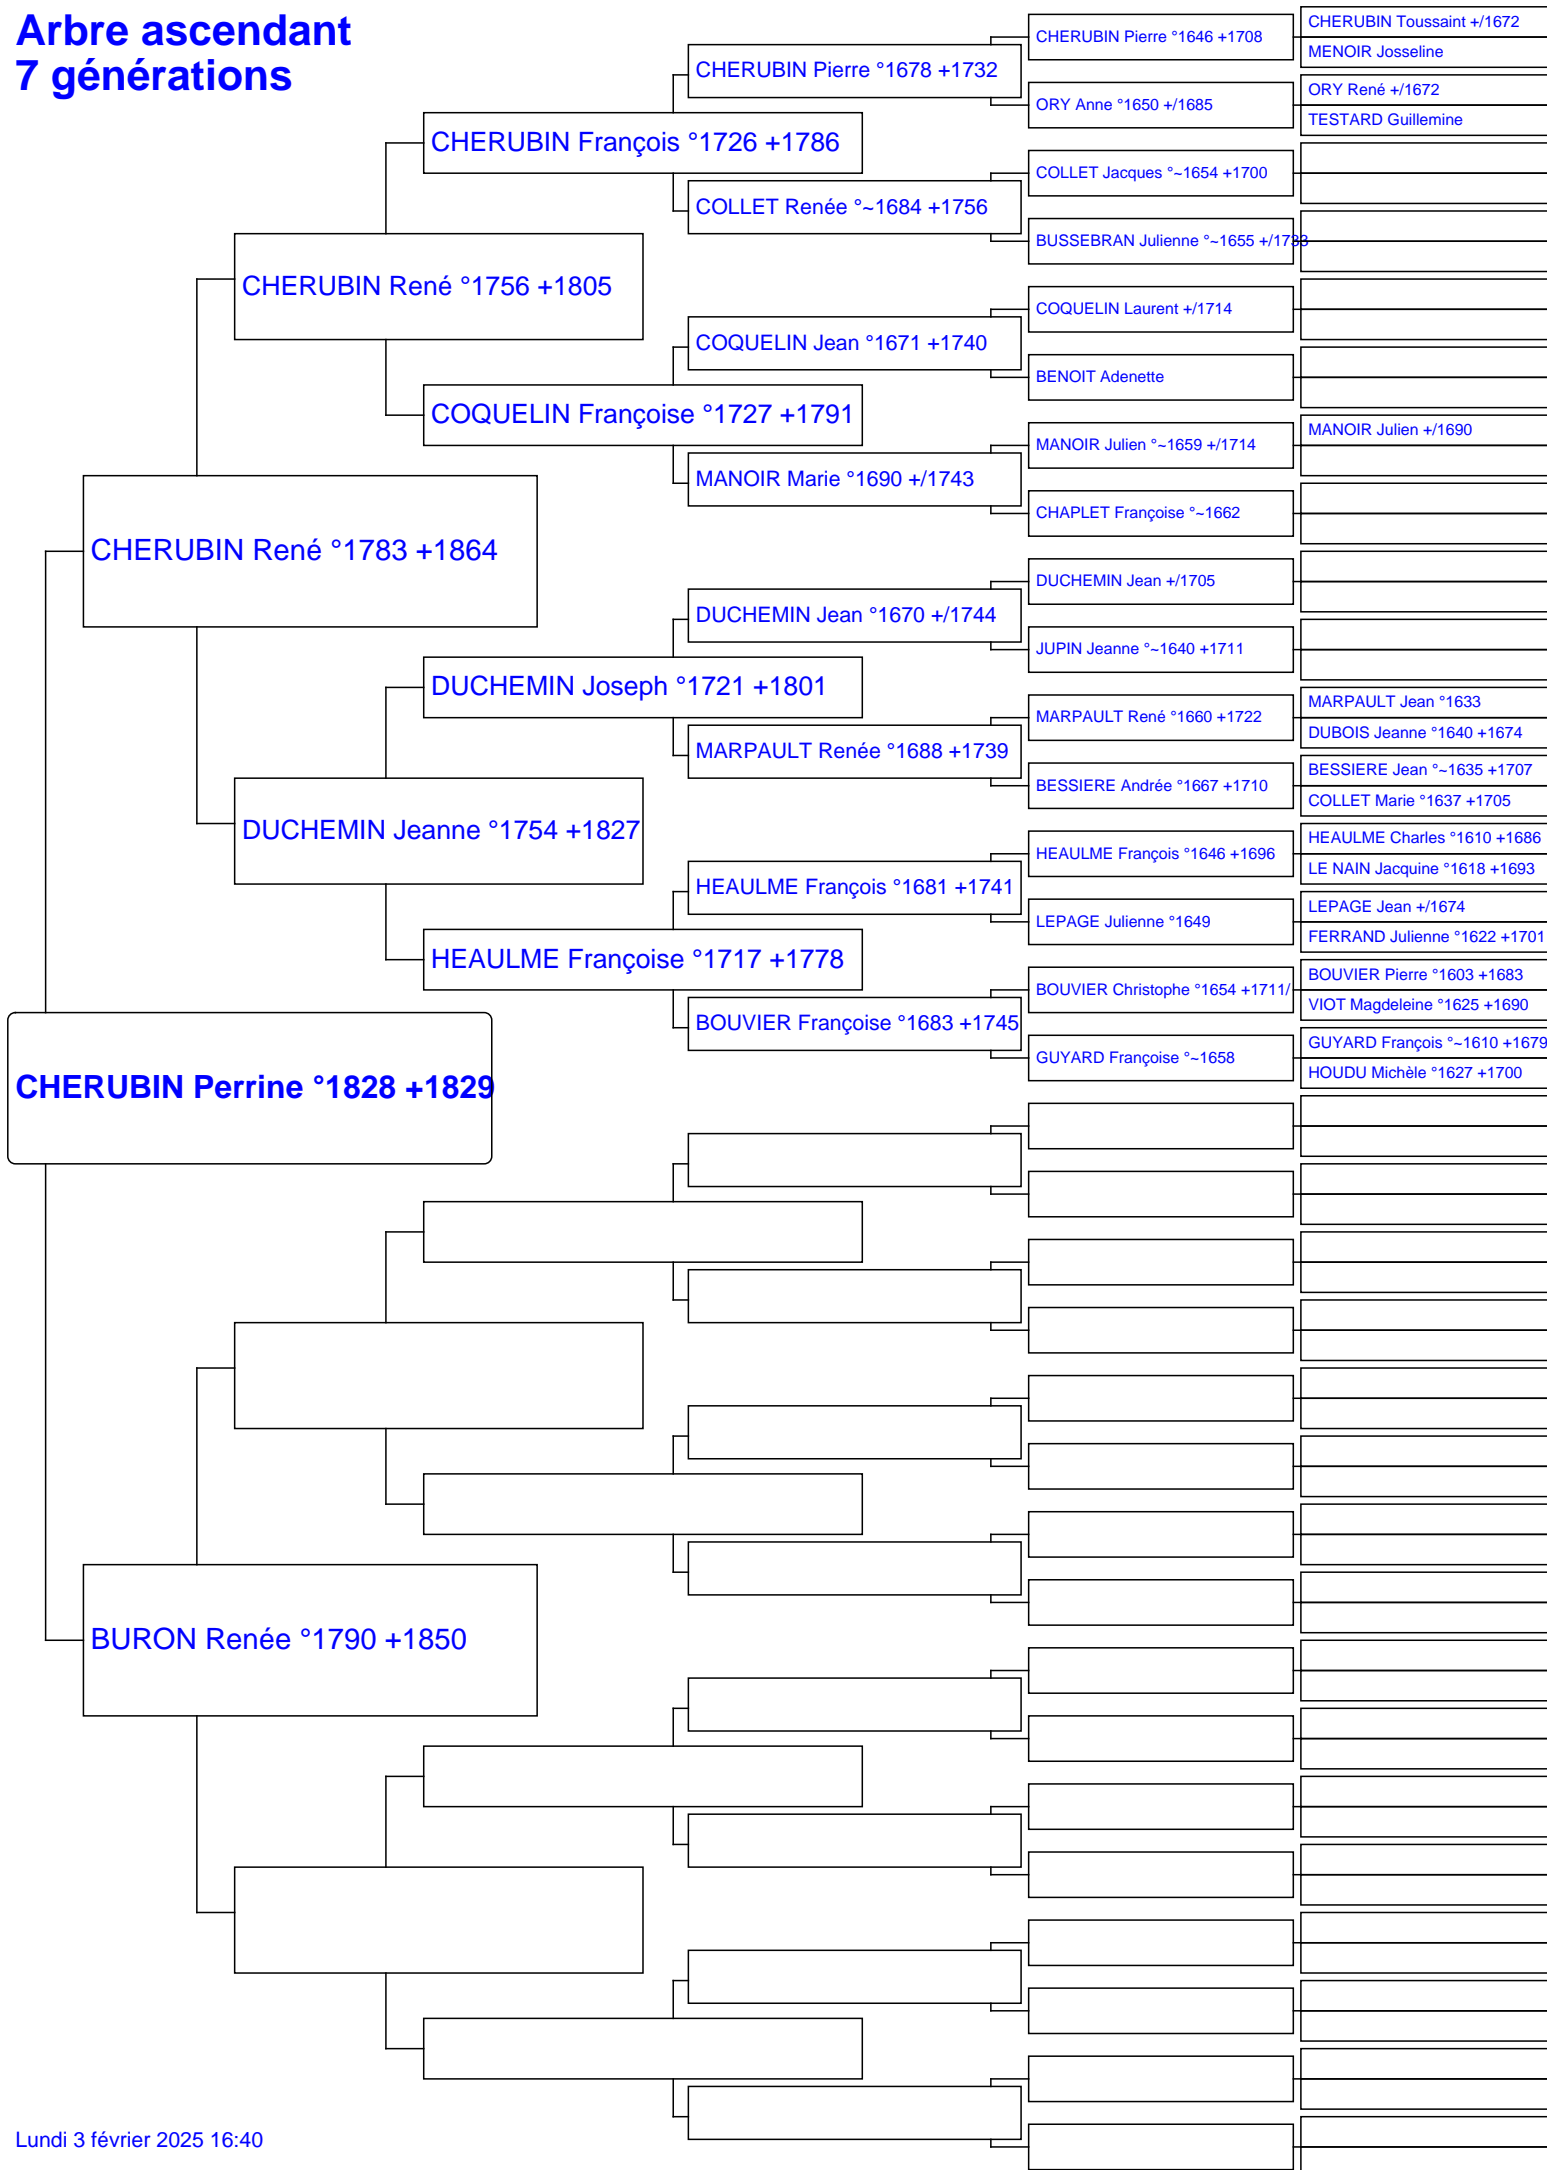 Arbre ascendant
7 générations
CHERUBIN Perrine °1828 +1829
CHERUBIN René °1783 +1864
BURON Renée °1790 +1850
CHERUBIN René °1756 +1805
DUCHEMIN Jeanne °1754 +1827
CHERUBIN François °1726 +1786
COQUELIN Françoise °1727 +1791
DUCHEMIN Joseph °1721 +1801
HEAULME Françoise °1717 +1778
CHERUBIN Pierre °1678 +1732
COLLET Renée °~1684 +1756
COQUELIN Jean °1671 +1740
MANOIR Marie °1690 +/1743
DUCHEMIN Jean °1670 +/1744
MARPAULT Renée °1688 +1739
HEAULME François °1681 +1741
BOUVIER Françoise °1683 +1745
CHERUBIN Pierre °1646 +1708
ORY Anne °1650 +/1685
COLLET Jacques °~1654 +1700
BUSSEBRAN Julienne °~1655 +/1733
COQUELIN Laurent +/1714
BENOIT Adenette
MANOIR Julien °~1659 +/1714
CHAPLET Françoise °~1662
DUCHEMIN Jean +/1705
JUPIN Jeanne °~1640 +1711
MARPAULT René °1660 +1722
BESSIERE Andrée °1667 +1710
HEAULME François °1646 +1696
LEPAGE Julienne °1649
BOUVIER Christophe °1654 +1711/
GUYARD Françoise °~1658
CHERUBIN Toussaint +/1672
MENOIR Josseline
ORY René +/1672
TESTARD Guillemine
MANOIR Julien +/1690
MARPAULT Jean °1633
DUBOIS Jeanne °1640 +1674
BESSIERE Jean °~1635 +1707
COLLET Marie °1637 +1705
HEAULME Charles °1610 +1686
LE NAIN Jacquine °1618 +1693
LEPAGE Jean +/1674
FERRAND Julienne °1622 +1701
BOUVIER Pierre °1603 +1683
VIOT Magdeleine °1625 +1690
GUYARD François °~1610 +1679
HOUDU Michèle °1627 +1700
Lundi 3 février 2025 16:40